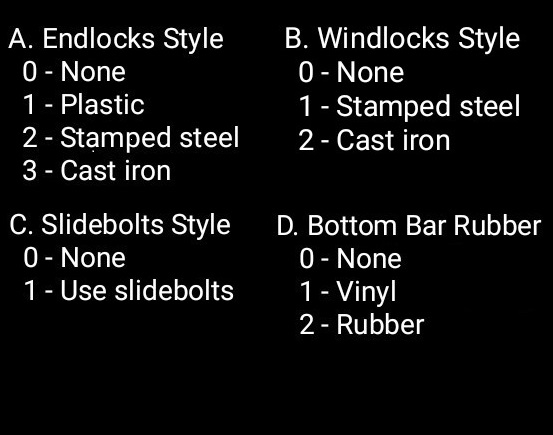 A. Endlocks Style
0 - None
1 - Plastic
2 - Stamped steel
3 - Cast iron
B. Windlocks Style
0 - None
1 - Stamped steel
2 - Cast iron
C. Slidebolts Style
0 - None
1 - Use slidebolts
D. Bottom Bar Rubber
0 - None
1 - Vinyl
2 - Rubber